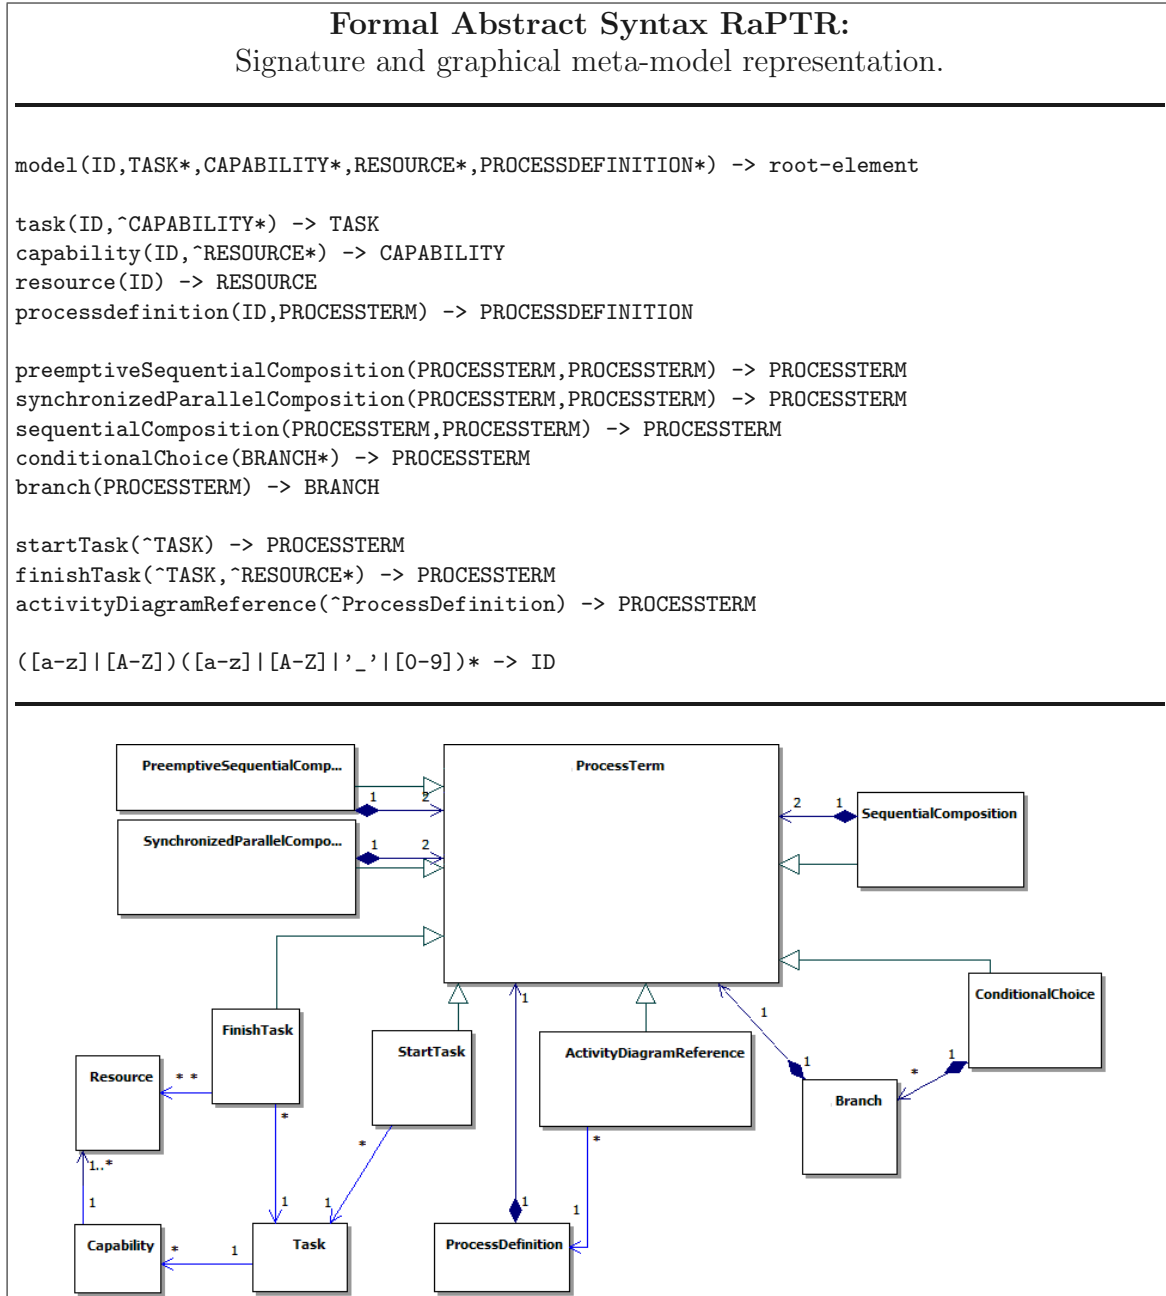 Formal Abstract Syntax RaPTR:
Signature and graphical meta-model representation.
model(ID,TASK*,CAPABILITY*,RESOURCE*,PROCESSDEFINITION*) -> root-element
task(ID,^CAPABILITY*) -> TASK
capability(ID,^RESOURCE*) -> CAPABILITY
resource(ID) -> RESOURCE
processdefinition(ID,PROCESSTERM) -> PROCESSDEFINITION
preemptiveSequentialComposition(PROCESSTERM,PROCESSTERM) -> PROCESSTERM
synchronizedParallelComposition(PROCESSTERM,PROCESSTERM) -> PROCESSTERM
sequentialComposition(PROCESSTERM,PROCESSTERM) -> PROCESSTERM
conditionalChoice(BRANCH*) -> PROCESSTERM
branch(PROCESSTERM) -> BRANCH
startTask(^TASK) -> PROCESSTERM
finishTask(^TASK,^RESOURCE*) -> PROCESSTERM
activityDiagramReference(^ProcessDefinition) -> PROCESSTERM
([a-z]|[A-Z])([a-z]|[A-Z]|'_'|[0-9])* -> ID
PreemptiveSequentialComp...
ProcessTerm
1 2
2 1
SequentialComposition
SynchronizedParallelCompo...
1 2
ConditionalChoice
1
1
FinishTask
StartTask
ActivityDiagramReference
1
1
Resource
* *
*
Branch
*
*
*
1..*
1
1
1
1
1
Capability
*
1
Task
ProcessDefinition